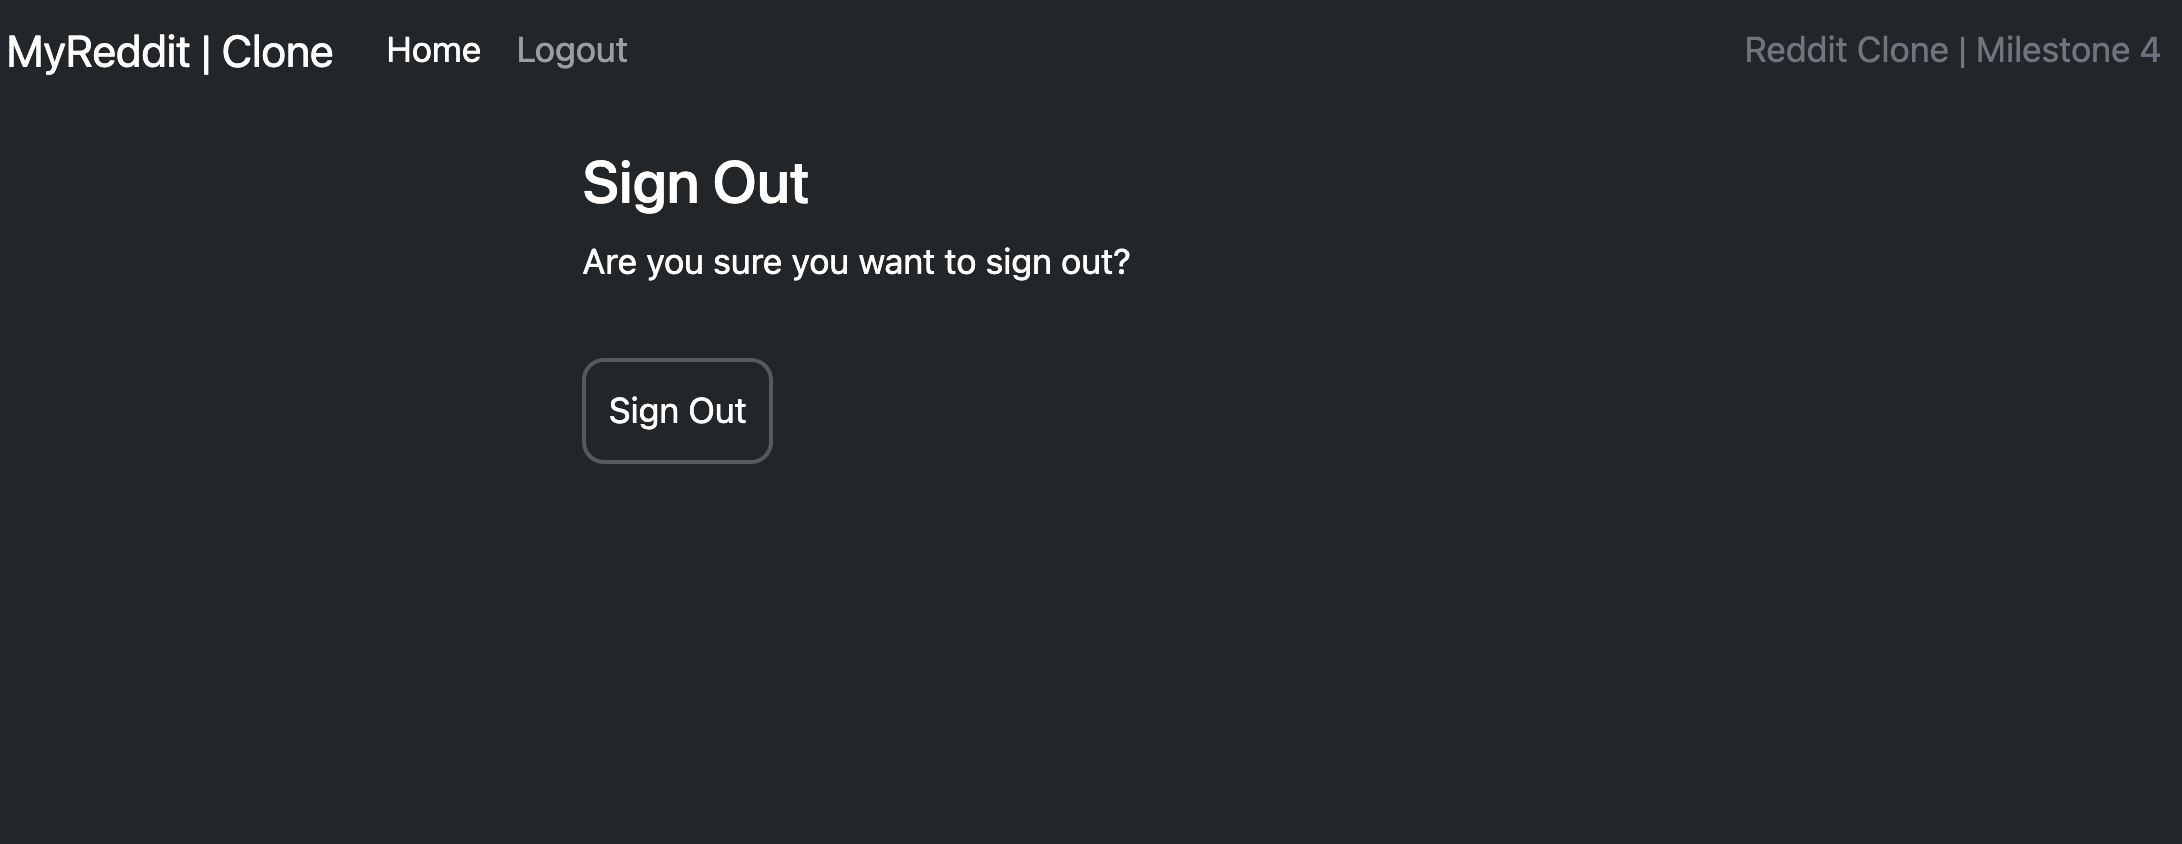 MyReddit | Clone Home Logout Reddit Clone | Milestone 4
Sign Out
Are you sure you want to sign out?
Sign Out